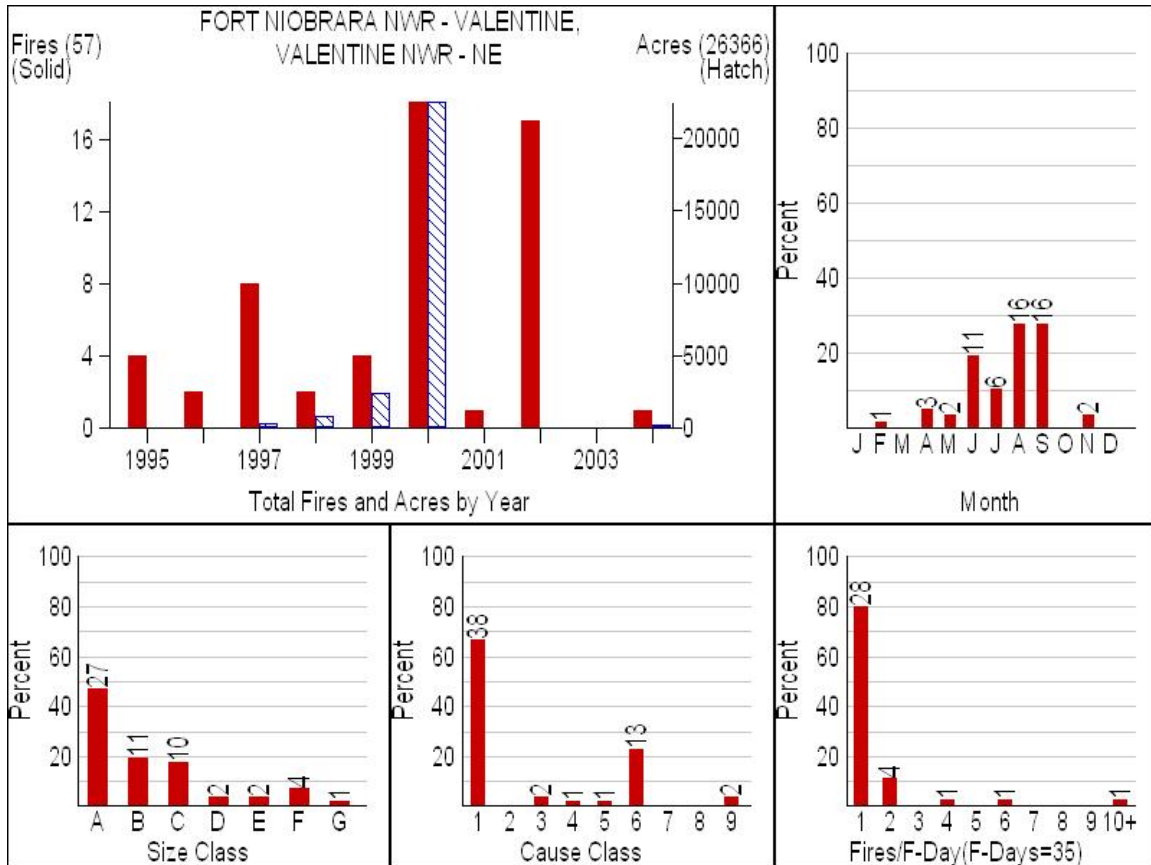 FORT NIOBRARA NWR - VALENTINE,
VALENTINE NWR - NE
Fires (57)
(Solid)
Acres (26366)
(Hatch)
16
12
8
4
0
20000
15000
10000
5000
0
1995 1997 1999 2001 2003
Total Fires and Acres by Year
Percent
100
80
60
40
20
1 3 2 11 6 16 16 2
J F M A M J J A S O N D
Month
Percent
100
80
60
40
20
27 11 10 2 2 4 1
A B C D E F G
Size Class
Percent
100
80
60
40
20
38 2 1 1 13 2
1 2 3 4 5 6 7 8 9
Cause Class
Percent
100
80
60
40
20
28 4 1 1 1
1 2 3 4 5 6 7 8 9 10+
Fires/F-Day(F-Days=35)